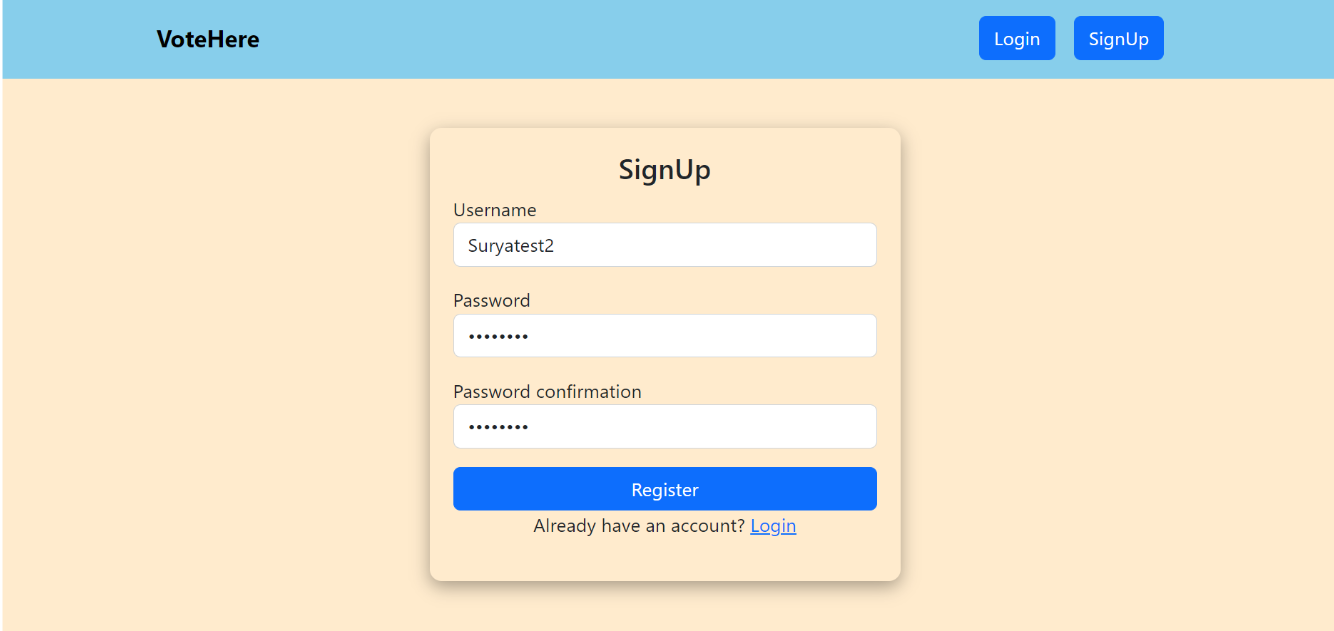 VoteHere
Login
SignUp
SignUp
Username
Suryatest2
Password
••••••••
Password confirmation
••••••••
Register
Already have an account? Login